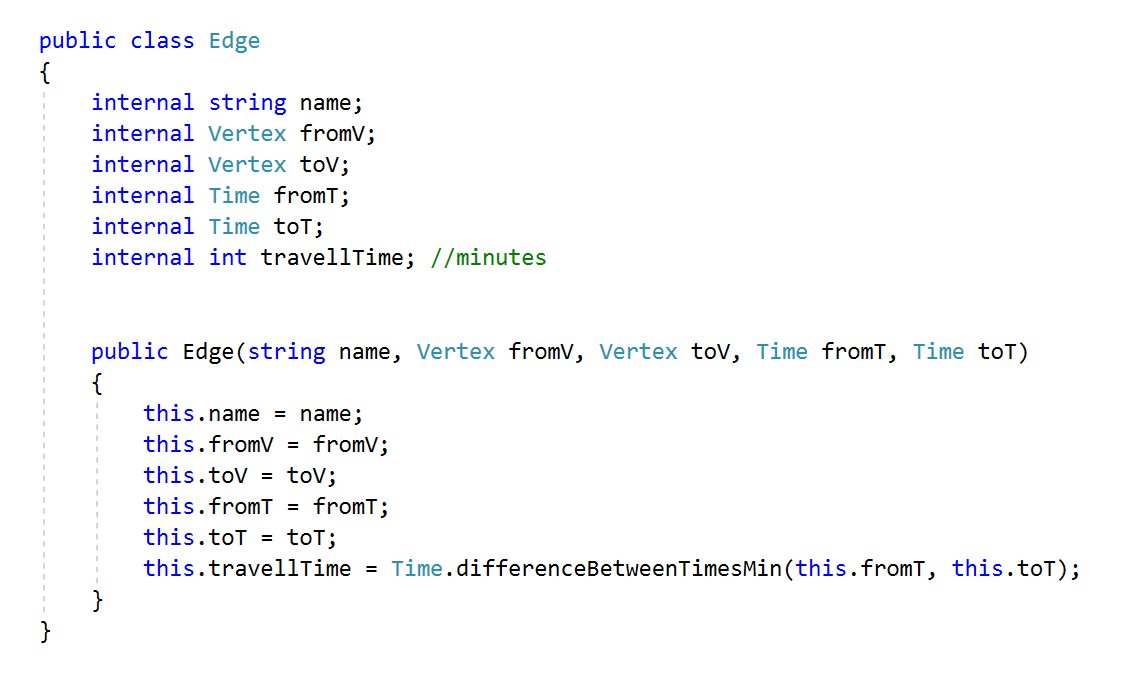 public class Edge
{
internal string name;
internal Vertex fromV;
internal Vertex toV;
internal Time fromT;
internal Time toT;
internal int travellTime; //minutes
public Edge(string name, Vertex fromV, Vertex toV, Time fromT, Time toT)
{
this.name = name;
this.fromV = fromV;
this.toV = toV;
this.fromT = fromT;
this.toT = toT;
this.travellTime = Time.differenceBetweenTimesMin(this.fromT, this.toT);
}
}